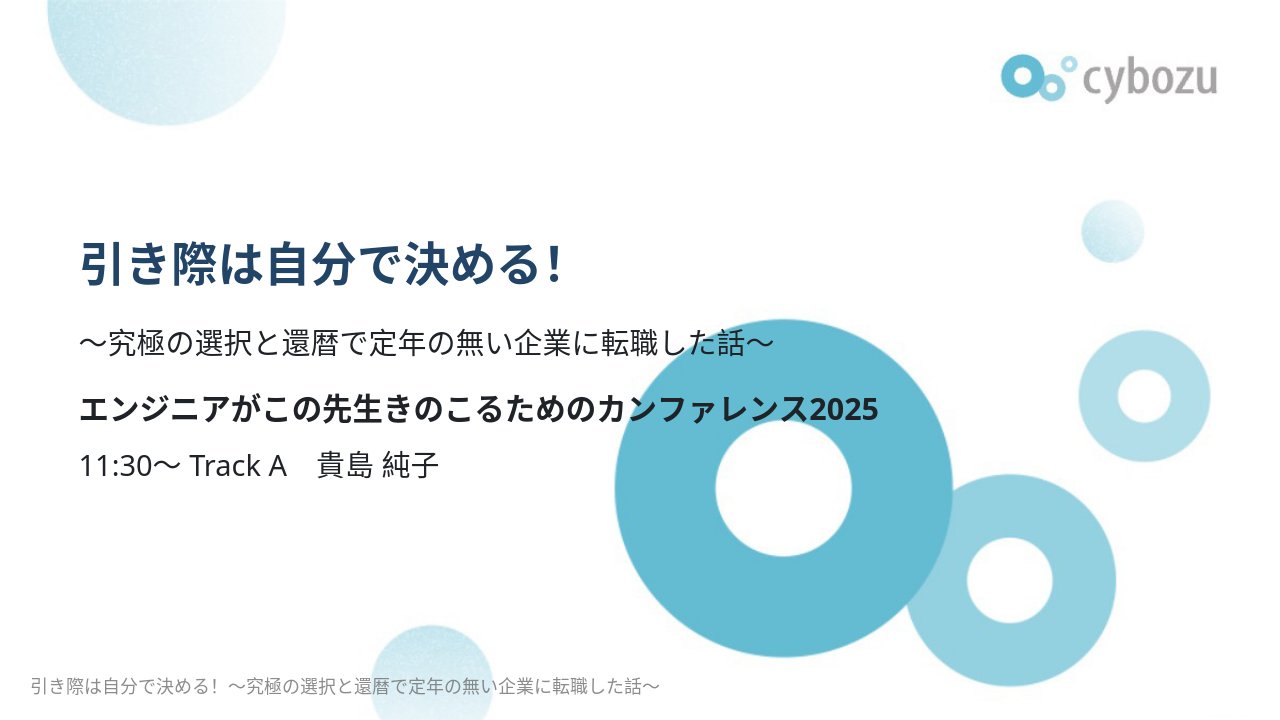 cybozu
引き際は自分で決める！
～究極の選択と還暦で定年の無い企業に転職した話～
エンジニアがこの先生きのこるためのカンファレンス2025
11:30～ Track A　貴島 純子
引き際は自分で決める！～究極の選択と還暦で定年の無い企業に転職した話～